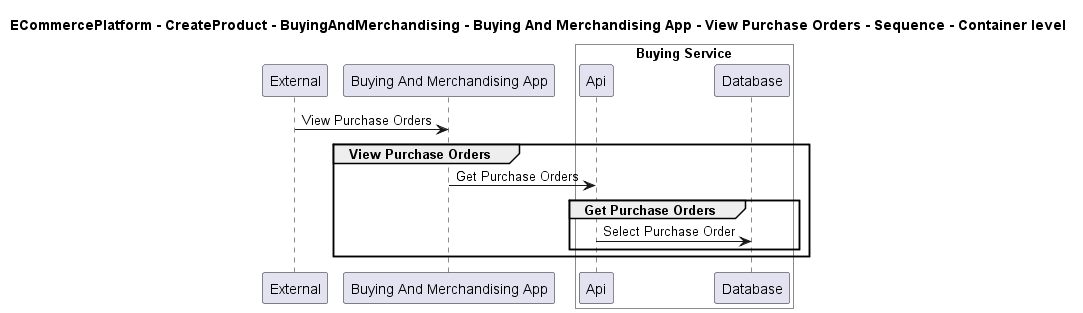 ECommercePlatform - CreateProduct - BuyingAndMerchandising - Buying And Merchandising App - View Purchase Orders - Sequence - Container level
Buying Service
External
Buying And Merchandising App
Api
Database
View Purchase Orders
View Purchase Orders
Get Purchase Orders
Get Purchase Orders
Select Purchase Order
External
Buying And Merchandising App
Api
Database